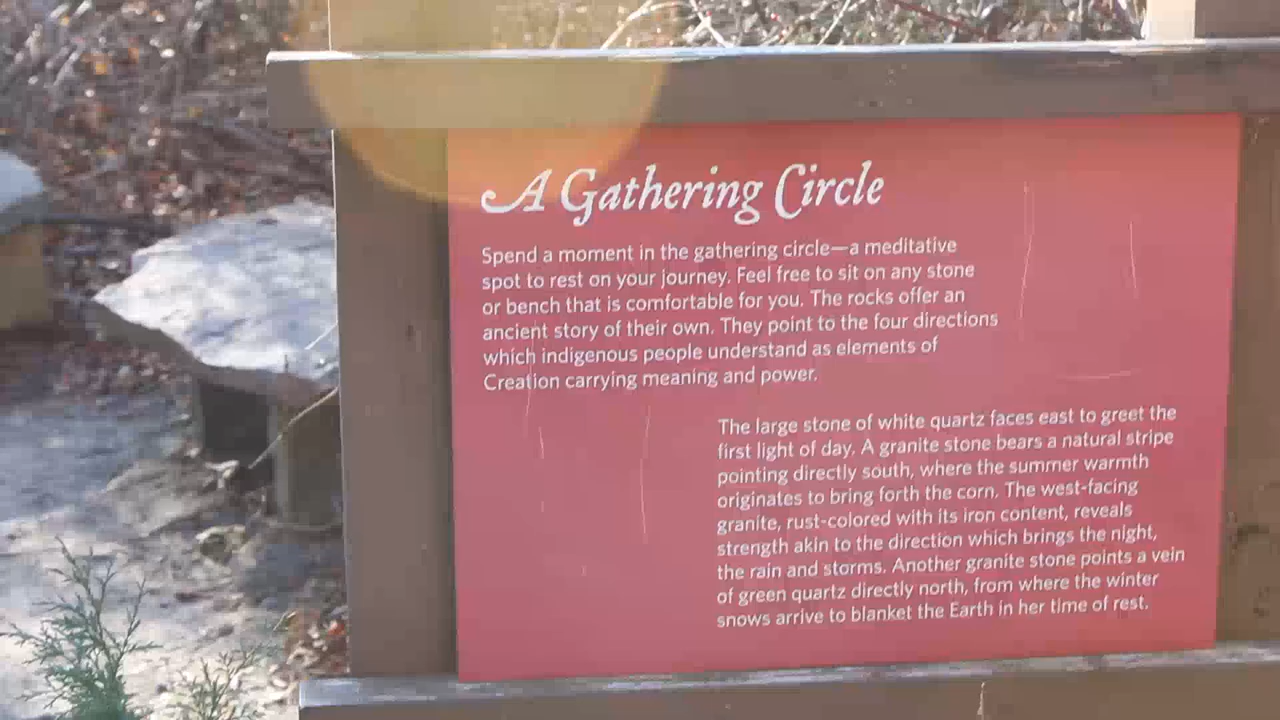 A Gathering Circle
Spend a moment in the gathering circle—a meditative
spot to rest on your journey. Feel free to sit on any stone
or bench that is comfortable for you. The rocks offer an
ancient story of their own. They point to the four directions
which indigenous people understand as elements of
Creation carrying meaning and power.
The large stone of white quartz faces east to greet the
first light of day. A granite stone bears a natural stripe
pointing directly south, where the summer warmth
originates to bring forth the corn. The west-facing
granite, rust-colored with its iron content, reveals
strength akin to the direction which brings the night,
the rain and storms. Another granite stone points a vein
of green quartz directly north, from where the winter
snows arrive to blanket the Earth in her time of rest.